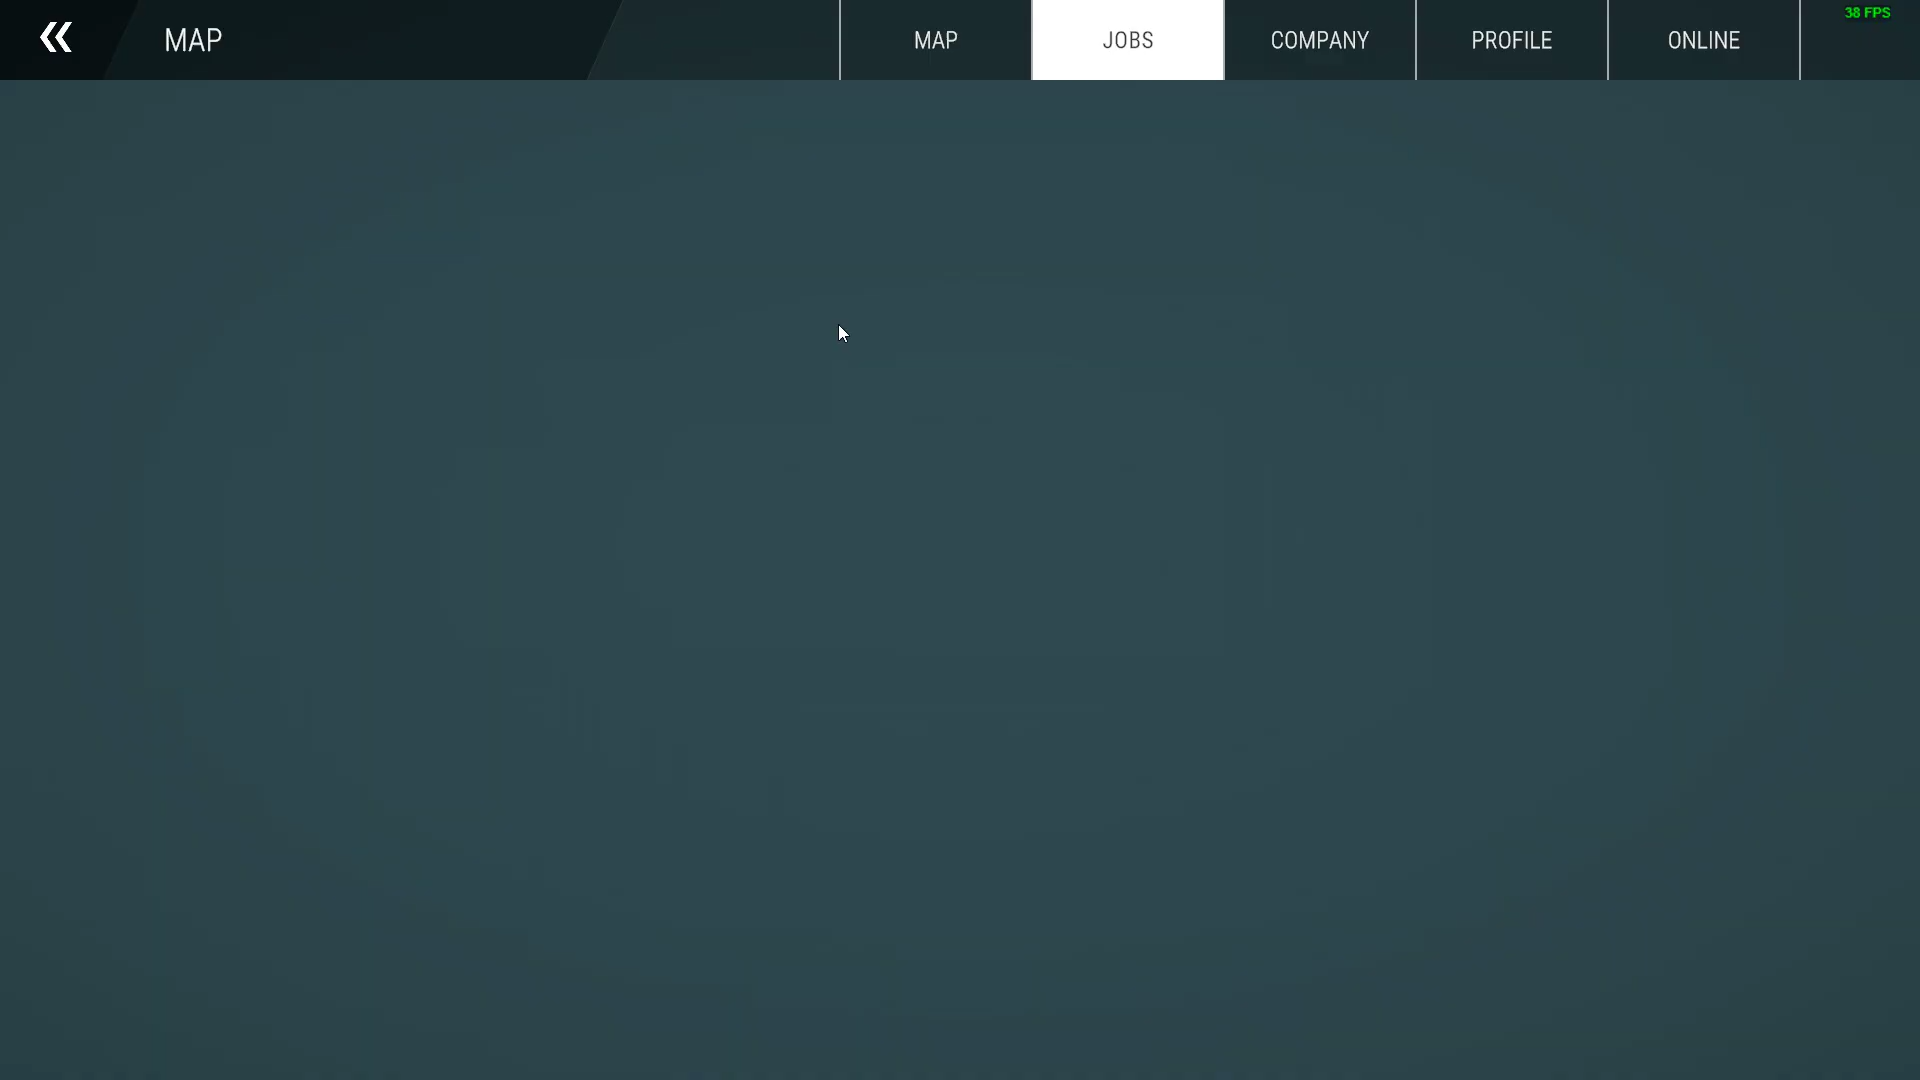 MAP
MAP
JOBS
COMPANY
PROFILE
ONLINE
38 FPS